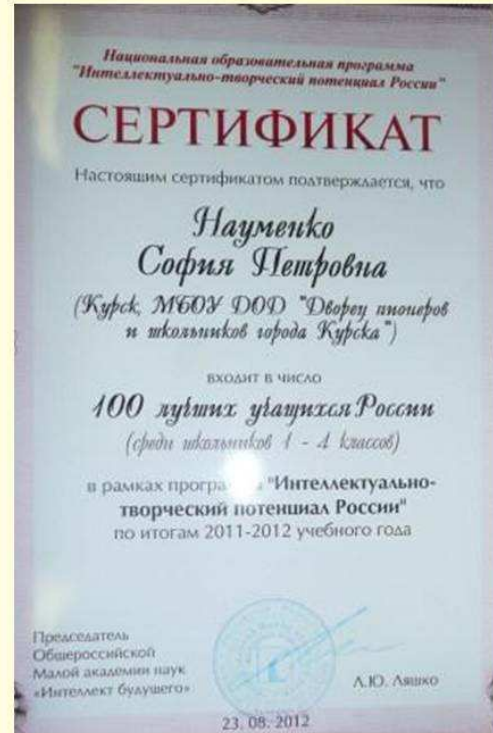 Национальная образовательная программа
"Интеллектуально-творческий потенциал России"
СЕРТИФИКАТ
Настоящим сертификатом подтверждается, что
Науменко
София Петровна
(Курск, МБОУ ДОД "Дворец пионеров
и школьников города Курска")
входит в число
100 лучших учащихся России
(среди школьников 1 - 4 классов)
в рамках "Интеллектуально-
творческий потенциал России"
по итогам 2011-2012 учебного года
Председатель
Общероссийской
Малой академии наук
«Интеллект будущего»
Л.Ю. Ляшко
23. 08. 2012